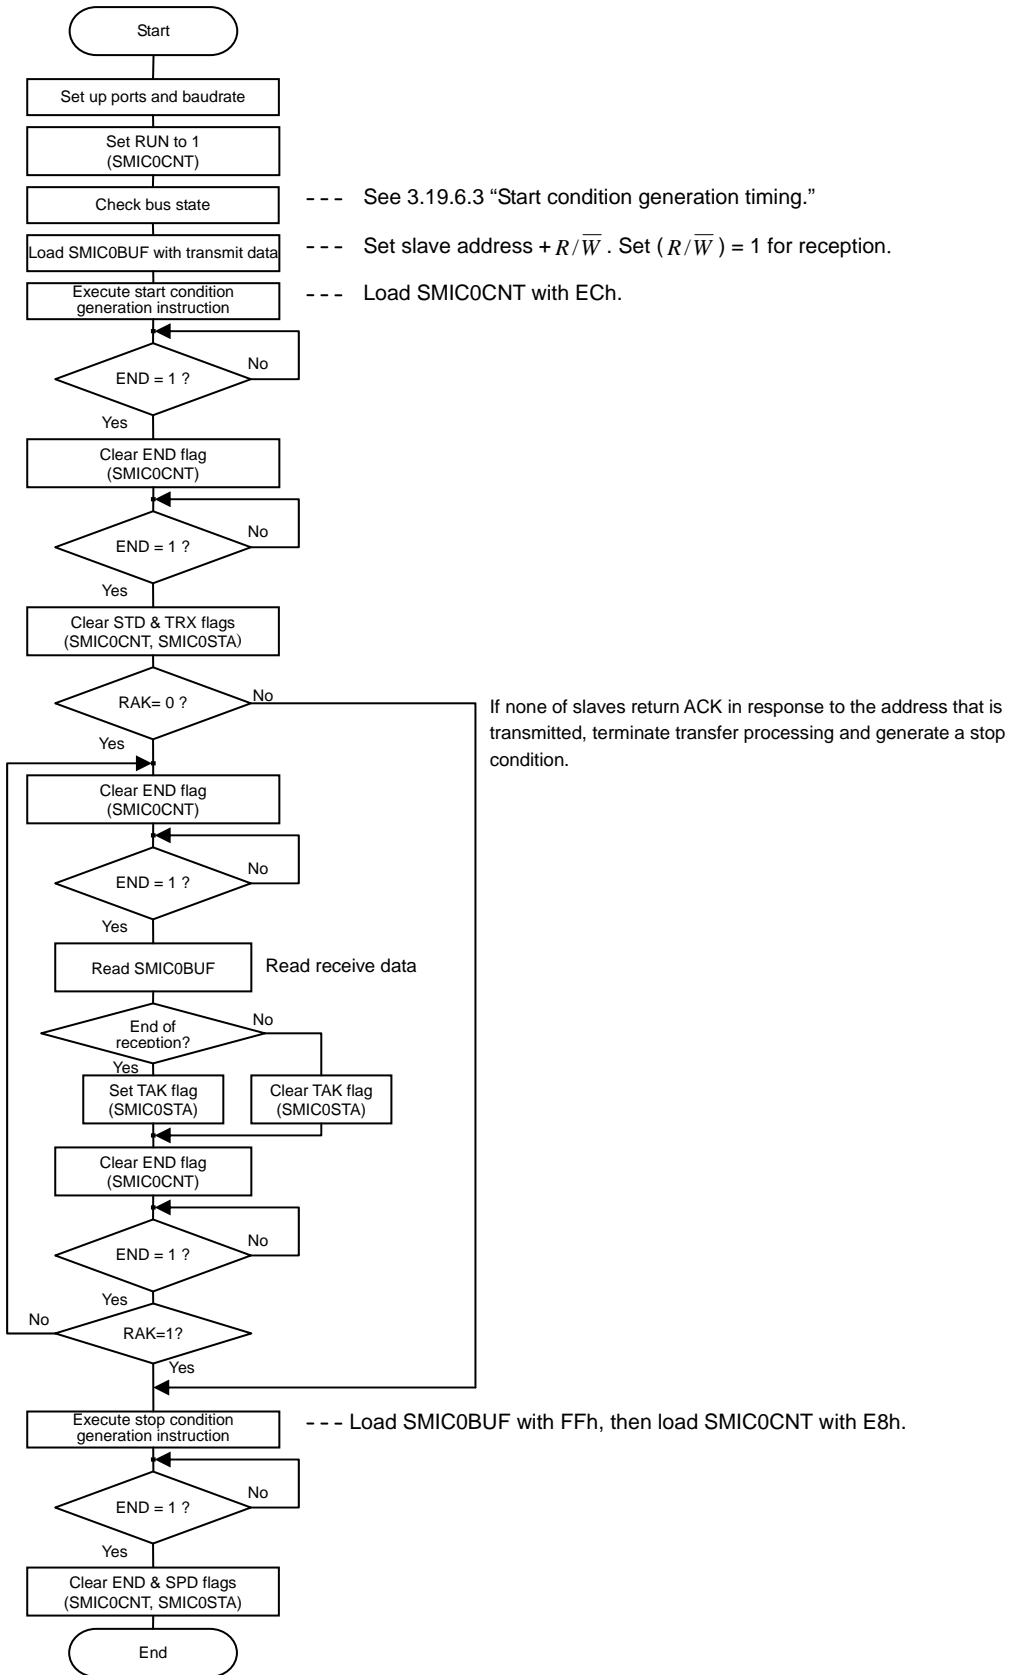 Start
Set up ports and baudrate
Set RUN to 1
(SMIC0CNT)
Check bus state
--- See 3.19.6.3 “Start condition generation timing.”
Load SMIC0BUF with transmit data
--- Set slave address + R/W̅ . Set ( R/W̅ ) = 1 for reception.
Execute start condition
generation instruction
--- Load SMIC0CNT with ECh.
No
END = 1 ?
Yes
Clear END flag
(SMIC0CNT)
No
END = 1 ?
Yes
Clear STD & TRX flags
(SMIC0CNT, SMIC0STA)
RAK= 0 ?
No
If none of slaves return ACK in response to the address that is
transmitted, terminate transfer processing and generate a stop
condition.
Yes
Clear END flag
(SMIC0CNT)
No
END = 1 ?
Yes
Read SMIC0BUF
Read receive data
End of
reception?
No
Yes
Set TAK flag
(SMIC0STA)
Clear TAK flag
(SMIC0STA)
Clear END flag
(SMIC0CNT)
No
END = 1 ?
Yes
No
RAK=1?
Yes
Execute stop condition
generation instruction
--- Load SMIC0BUF with FFh, then load SMIC0CNT with E8h.
No
END = 1 ?
Yes
Clear END & SPD flags
(SMIC0CNT, SMIC0STA)
End